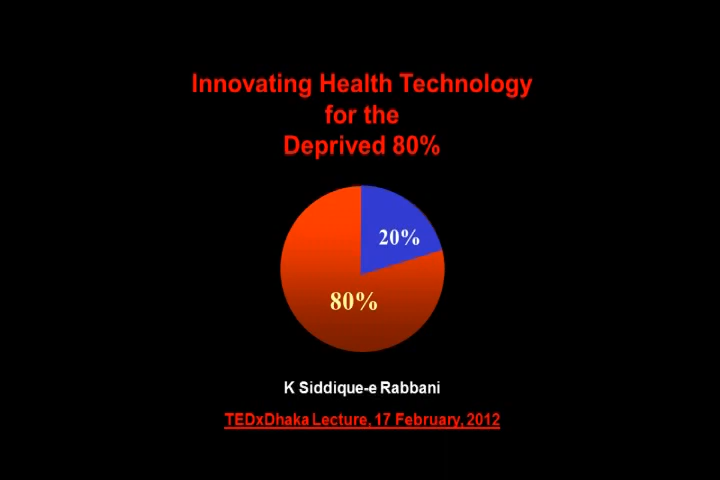 Innovating Health Technology
for the
Deprived 80%
20%
80%
K Siddique-e Rabbani
TEDxDhaka Lecture, 17 February, 2012